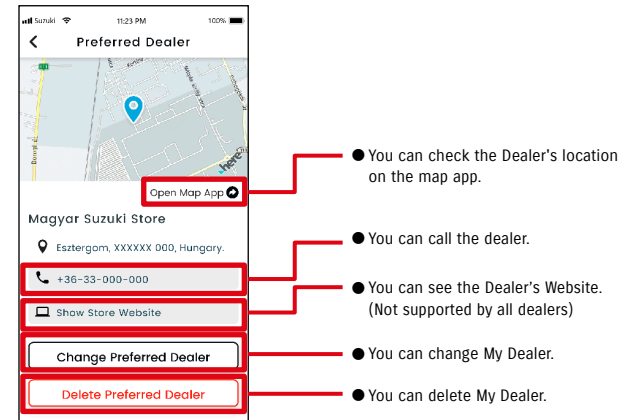 Suzuki 11:23 PM 100%
Preferred Dealer
here
Open Map App
Magyar Suzuki Store
Esztergom, XXXXXX 000, Hungary.
+36-33-000-000
Show Store Website
Change Preferred Dealer
Delete Preferred Dealer
● You can check the Dealer's location
on the map app.
● You can call the dealer.
● You can see the Dealer's Website.
(Not supported by all dealers)
● You can change My Dealer.
● You can delete My Dealer.